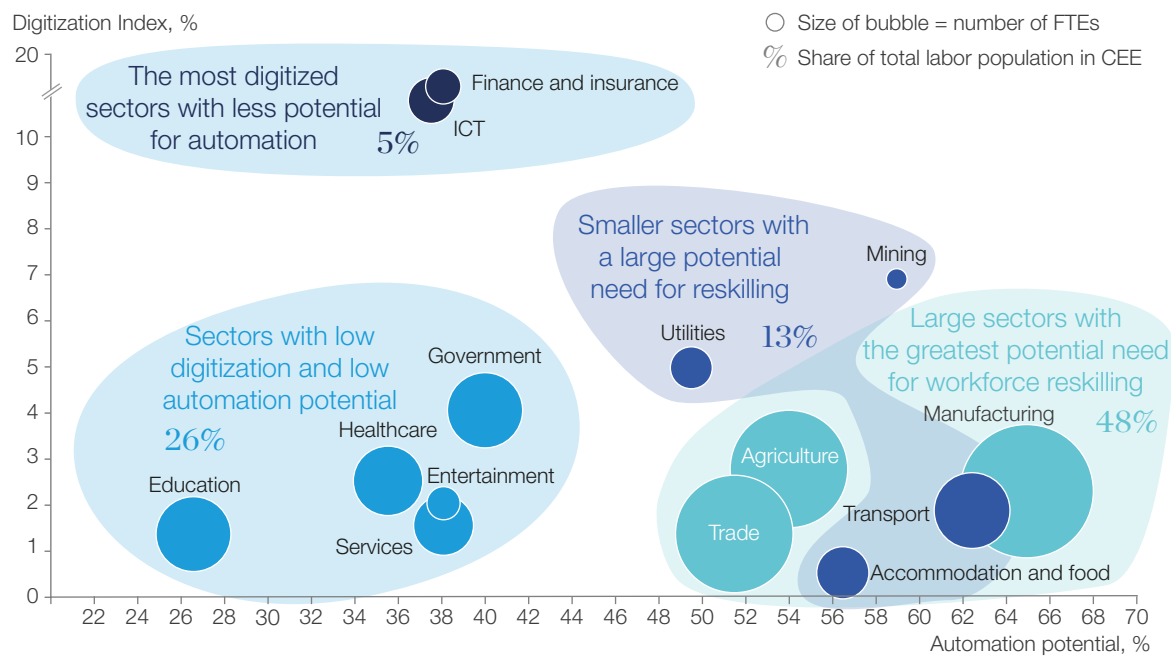 Digitization Index, %
Size of bubble = number of FTEs
% Share of total labor population in CEE
20
10
9
8
7
6
5
4
3
2
1
0
The most digitized
sectors with less potential
for automation
5%
Finance and insurance
ICT
Smaller sectors with
a large potential
need for reskilling
13%
Mining
Utilities
Large sectors with
the greatest potential need
for workforce reskilling
48%
Manufacturing
Sectors with low
digitization and low
automation potential
26%
Government
Healthcare
Entertainment
Education
Services
Agriculture
Trade
Transport
Accommodation and food
22 24 26 28 30 32 34 36 38 40 42 44 46 48 50 52 54 56 58 60 62 64 66 68 70
Automation potential, %